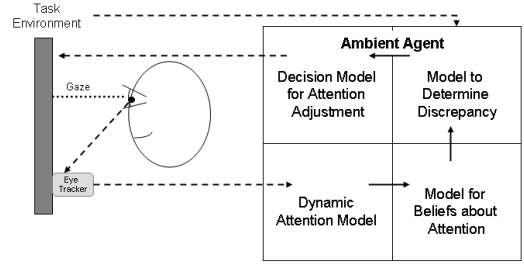 Task
Environment
Gaze
Eye
Tracker
Ambient Agent
Decision Model
for Attention
Adjustment
Model to
Determine
Discrepancy
Dynamic
Attention Model
Model for
Beliefs about
Attention